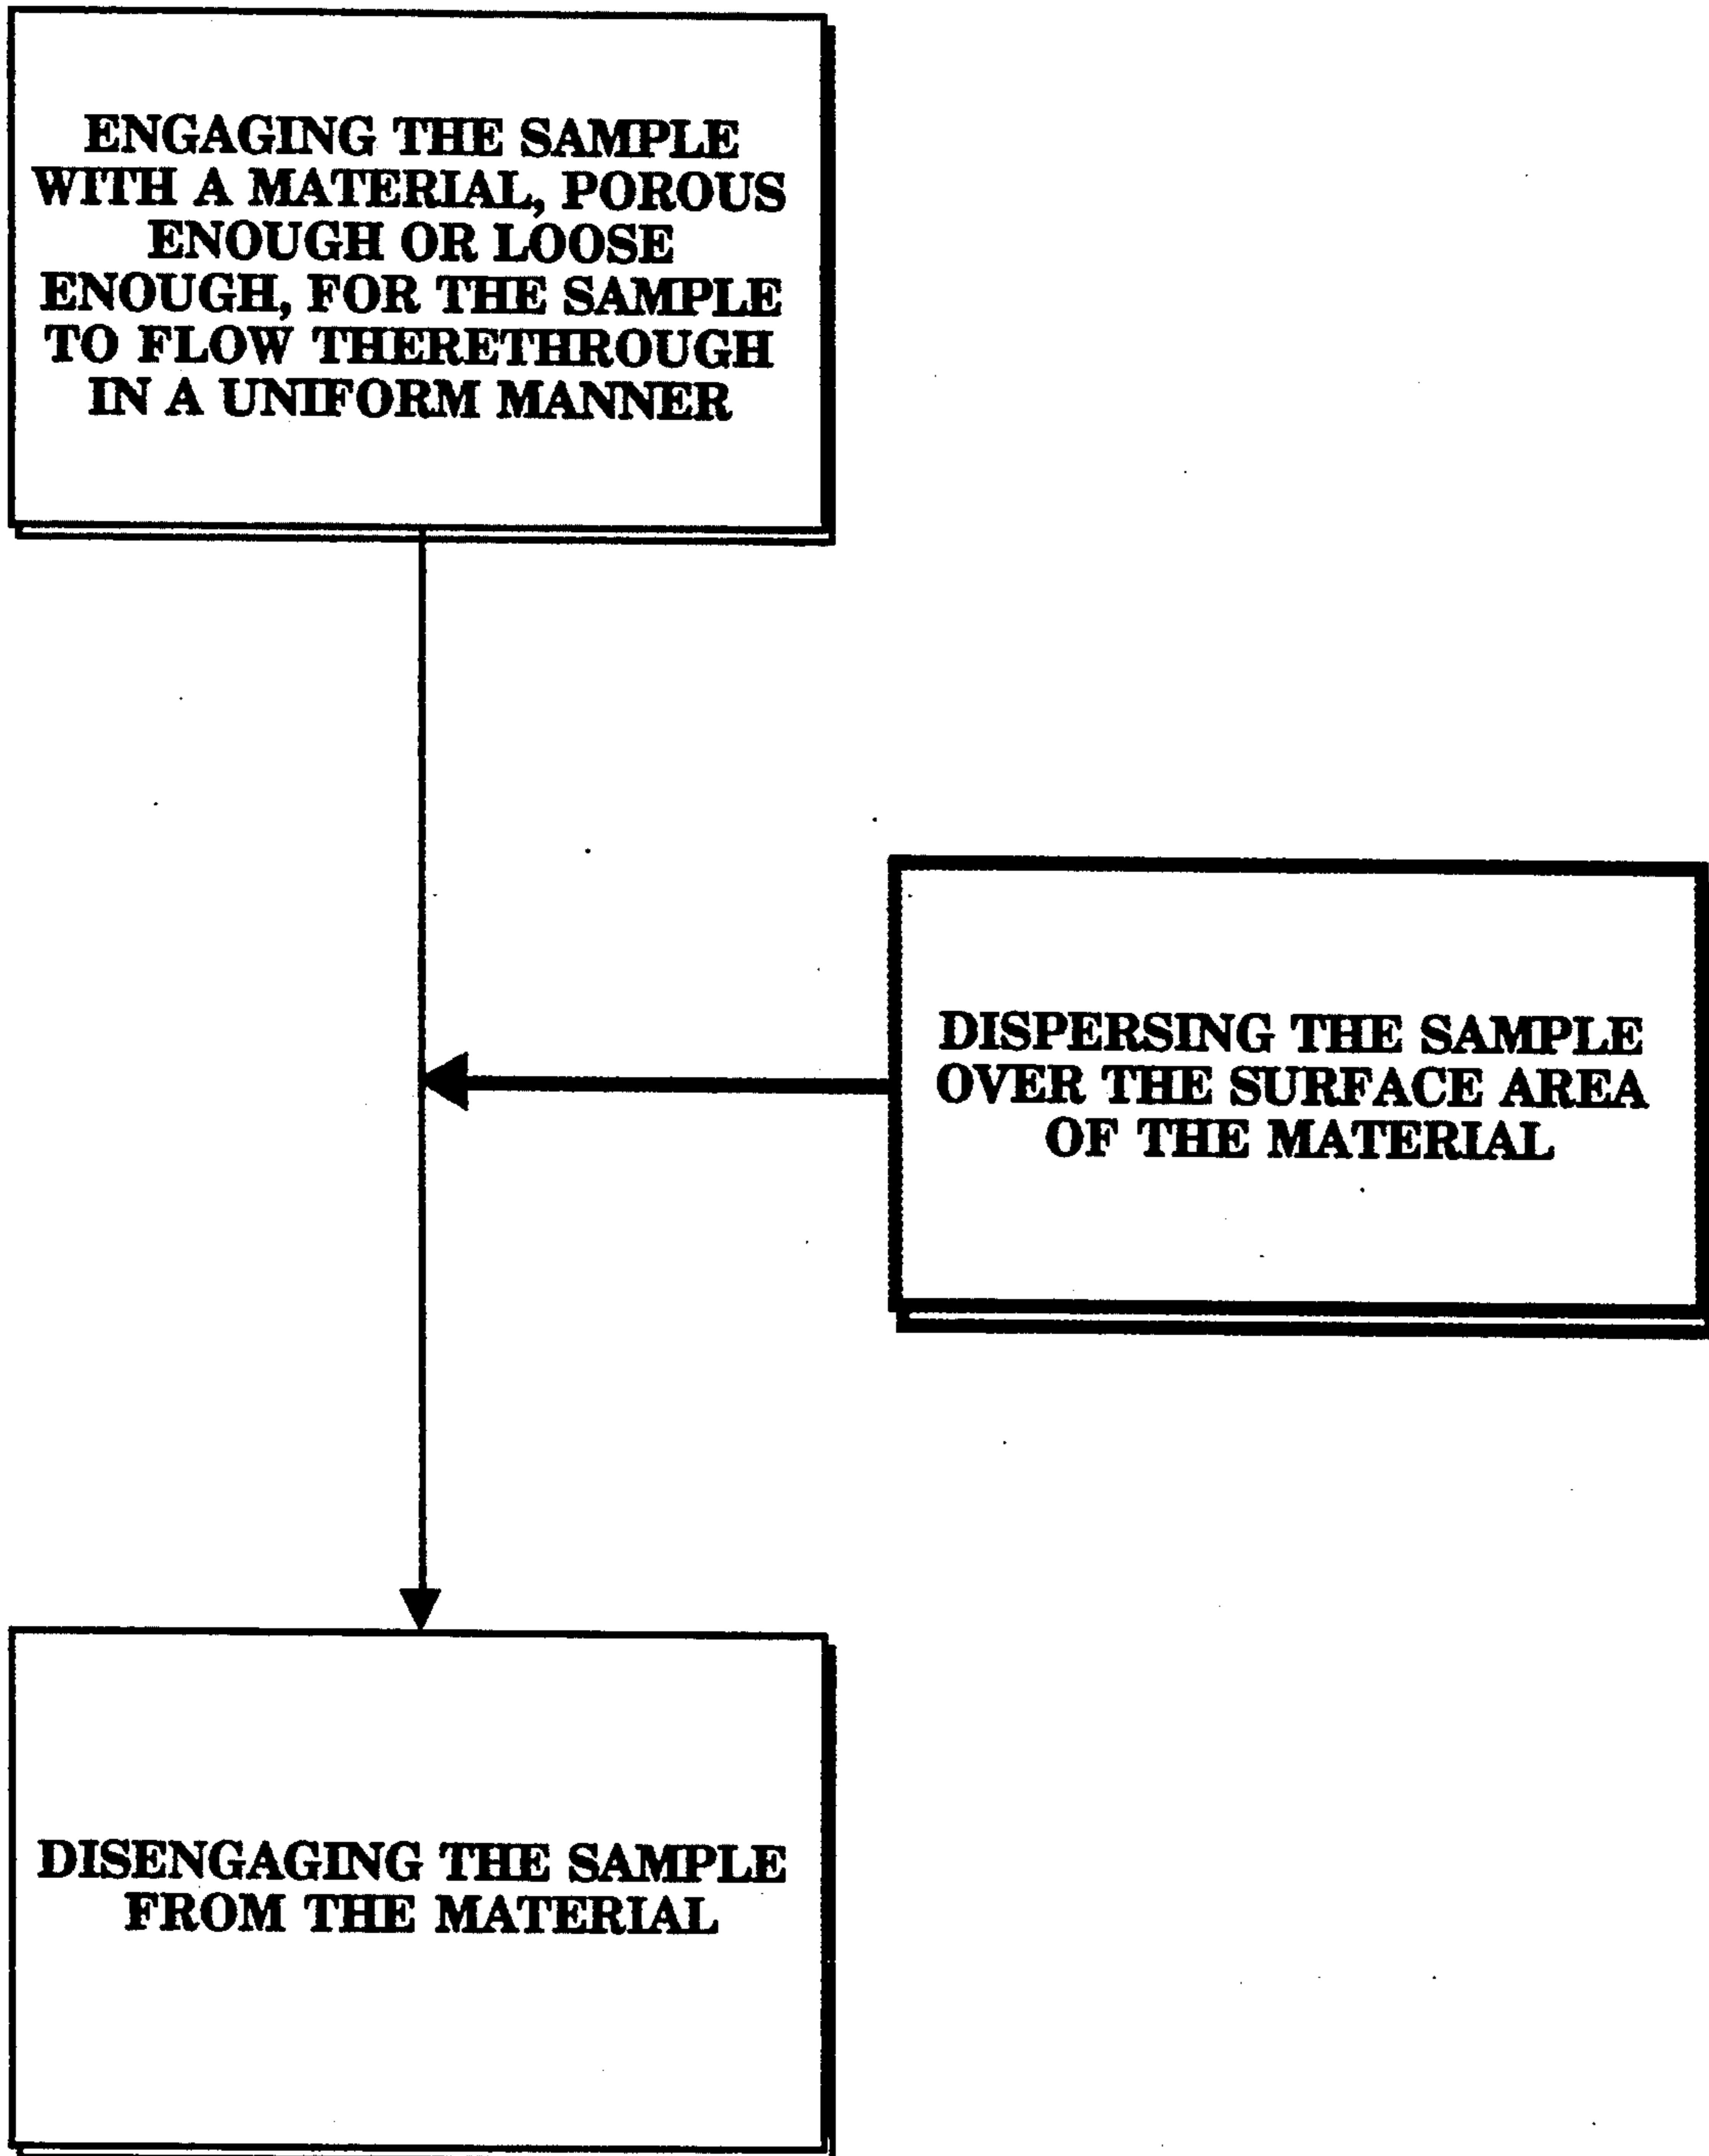 ENGAGING THE SAMPLE
WITH A MATERIAL, POROUS
ENOUGH OR LOOSE
ENOUGH, FOR THE SAMPLE
TO FLOW THERETHROUGH
IN A UNIFORM MANNER
DISPERSING THE SAMPLE
OVER THE SURFACE AREA
OF THE MATERIAL
DISENGAGING THE SAMPLE
FROM THE MATERIAL